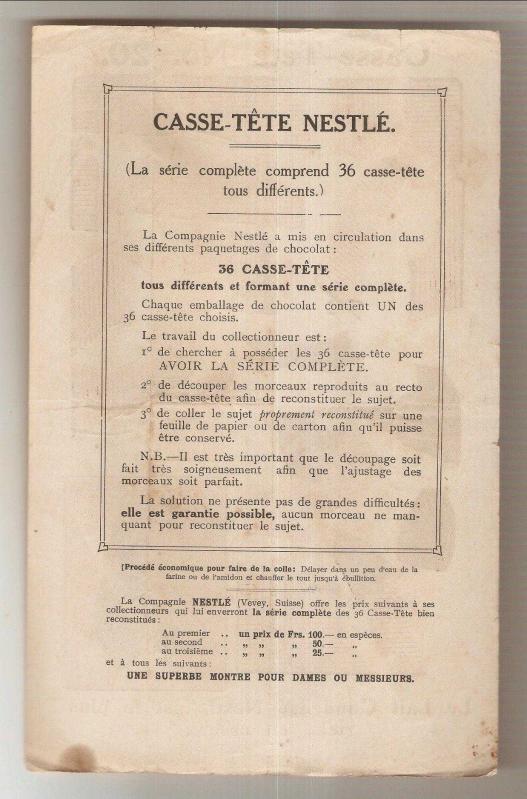 CASSE-TÊTE NESTLÉ.
(La série complète comprend 36 casse-tête
tous différents.)
La Compagnie Nestlé a mis en circulation dans
ses différents paquetages de chocolat :
36 CASSE-TÊTE
tous différents et formant une série complète.
Chaque emballage de chocolat contient UN des
36 casse-tête choisis.
Le travail du collectionneur est :
1° de chercher à posséder les 36 casse-tête pour
AVOIR LA SÉRIE COMPLÈTE.
2° de découper les morceaux reproduits au recto
du casse-tête afin de reconstituer le sujet.
3° de coller le sujet proprement reconstitué sur une
feuille de papier ou de carton afin qu'il puisse
être conservé.
N.B.—Il est très important que le découpage soit
fait très soigneusement afin que l'ajustage des
morceaux soit parfait.
La solution ne présente pas de grandes difficultés :
elle est garantie possible, aucun morceau ne man-
quant pour reconstituer le sujet.
[Procédé économique pour faire de la colle: Délayer dans un peu d'eau de la
farine ou de l'amidon et chauffer le tout jusqu'à ébullition.
La Compagnie NESTLÉ (Vevey, Suisse) offre les prix suivants à ses
collectionneurs qui lui enverront la série complète des 36 Casse-Tête bien
reconstitués :
Au premier .. un prix de Frs. 100.— en espèces.
au second .. „ „ „ 50.— „
au troisième .. „ „ „ 25.— „
et à tous les suivants :
UNE SUPERBE MONTRE POUR DAMES OU MESSIEURS.